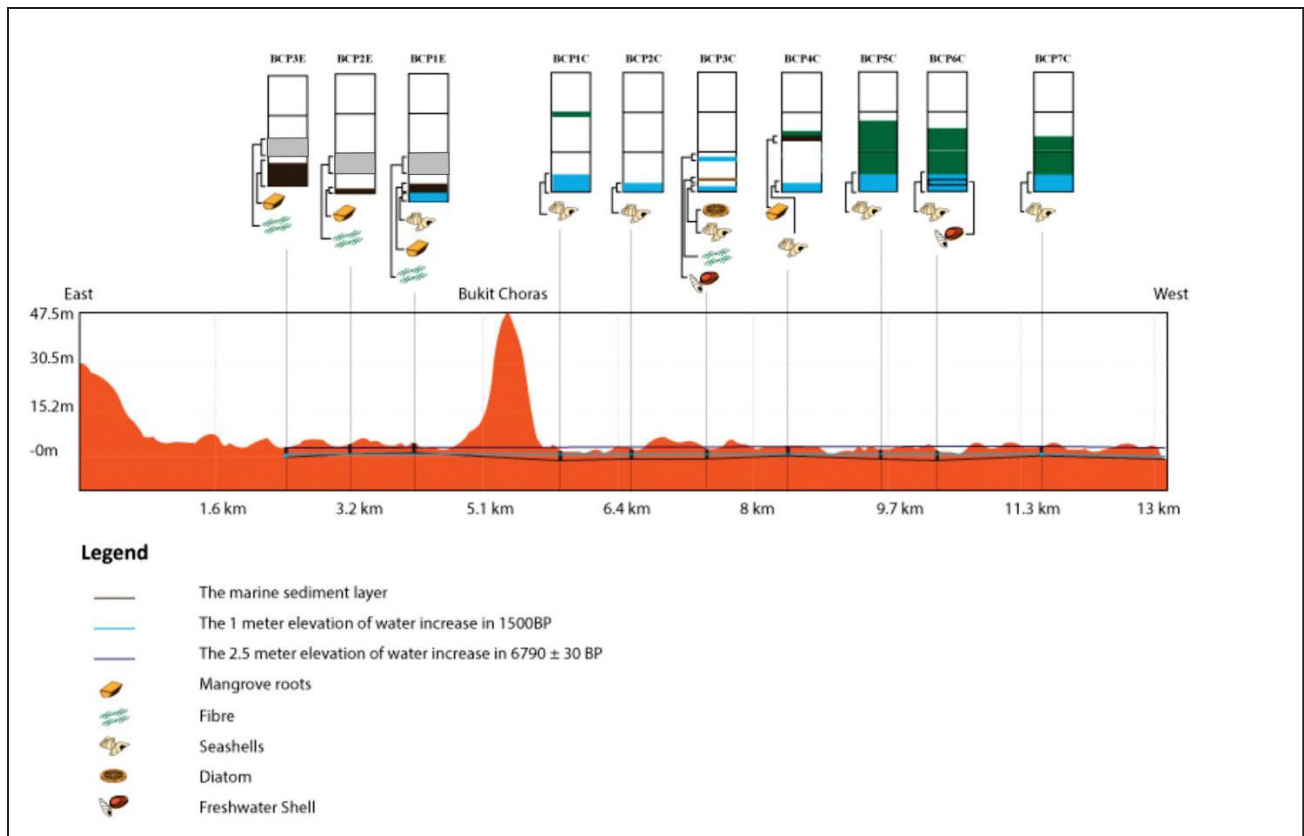 BCP3E BCP2E BCP1E BCP1C BCP2C BCP3C BCP4C BCP5C BCP6C BCP7C
East Bukit Choras West
47.5m
30.5m
15.2m
-0m
1.6 km 3.2 km 5.1 km 6.4 km 8 km 9.7 km 11.3 km 13 km
Legend
The marine sediment layer
The 1 meter elevation of water increase in 1500BP
The 2.5 meter elevation of water increase in 6790 ± 30 BP
Mangrove roots
Fibre
Seashells
Diatom
Freshwater Shell